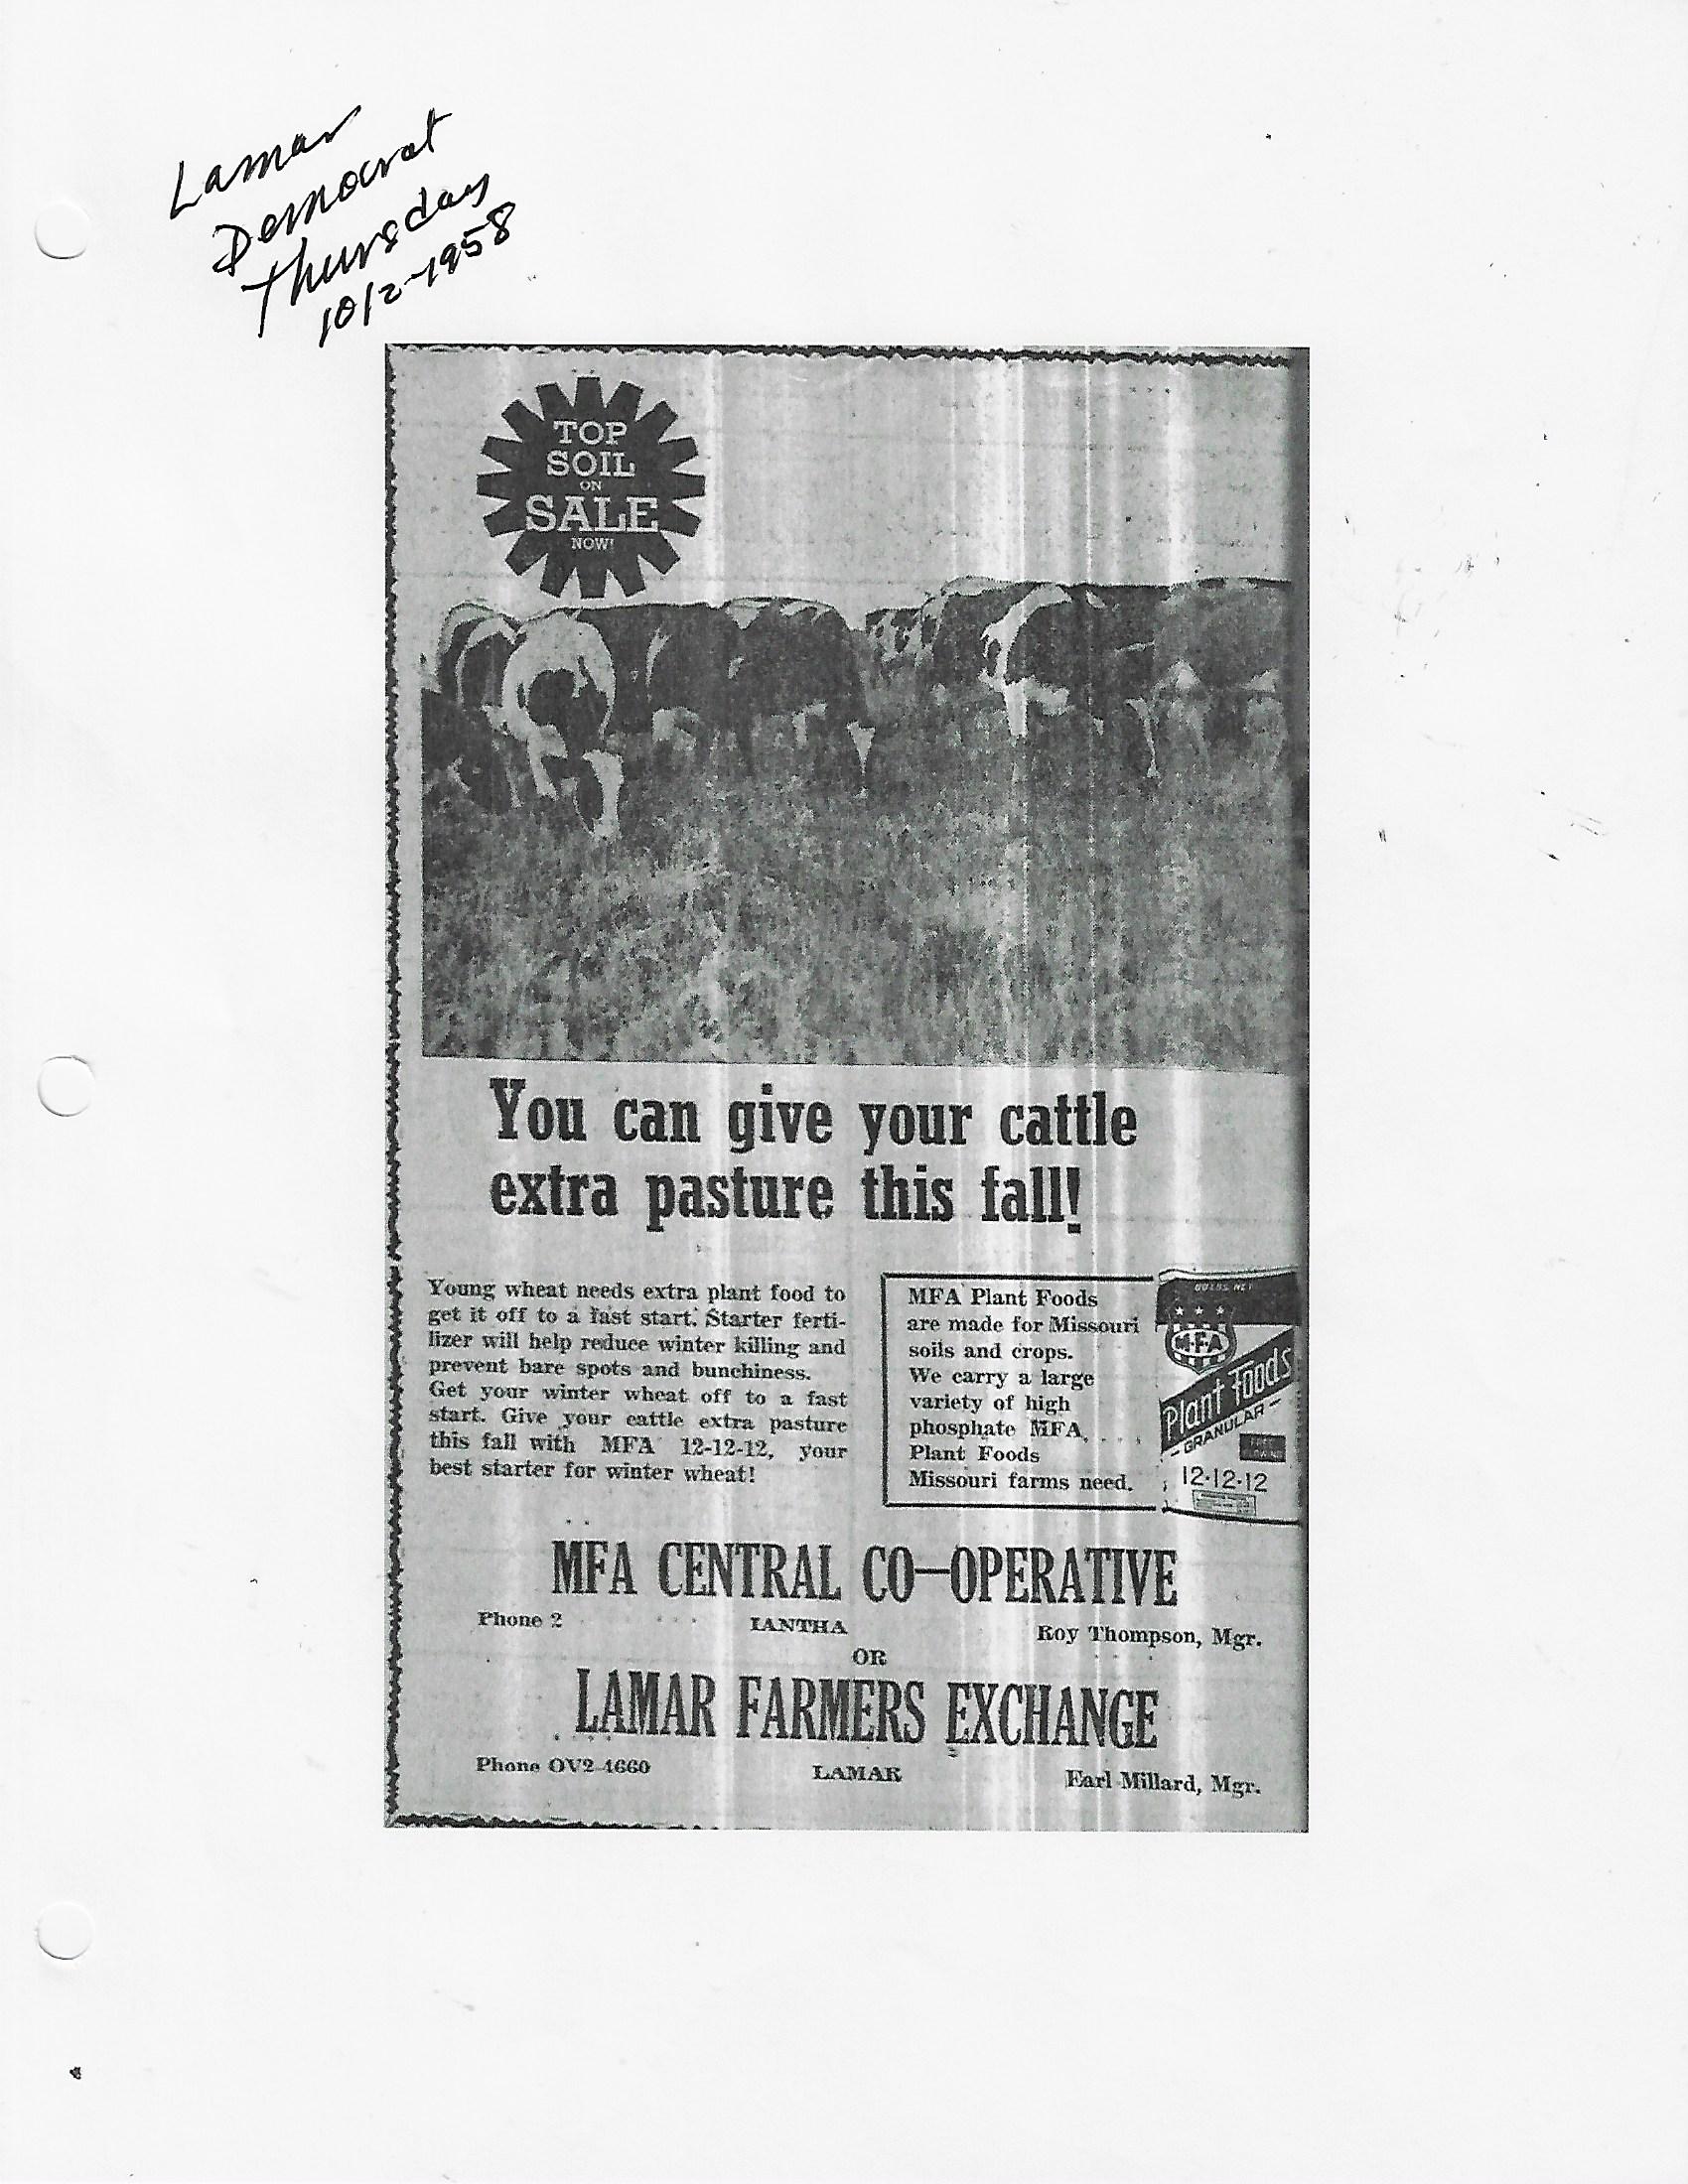 Lamar
Democrat
Thursday
10/2-1958
TOP
SOIL
ON
SALE
NOW!
You can give your cattle
extra pasture this fall!
Young wheat needs extra plant food to
get it off to a fast start. Starter ferti-
lizer will help reduce winter killing and
prevent bare spots and bunchiness.
Get your winter wheat off to a fast
start. Give your cattle extra pasture
this fall with MFA 12-12-12, your
best starter for winter wheat!
MFA Plant Foods
are made for Missouri
soils and crops.
We carry a large
variety of high
phosphate MFA
Plant Foods
Missouri farms need.
MFA
Plant Foods
-GRANULAR-
12-12-12
MFA CENTRAL CO-OPERATIVE
Phone 2 IANTHA Roy Thompson, Mgr.
OR
LAMAR FARMERS EXCHANGE
Phone OV2-4660 LAMAR Earl Millard, Mgr.